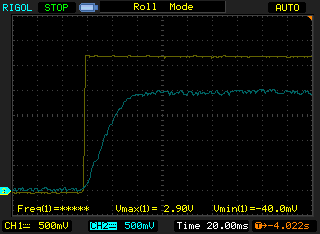 RIGOL STOP Roll Mode AUTO
Freq(1)=***** Vmax(1)= 2.90V Vmin(1)=-40.0mV
CH1 500mV CH2 500mV Time 20.00ms T→-4.022s